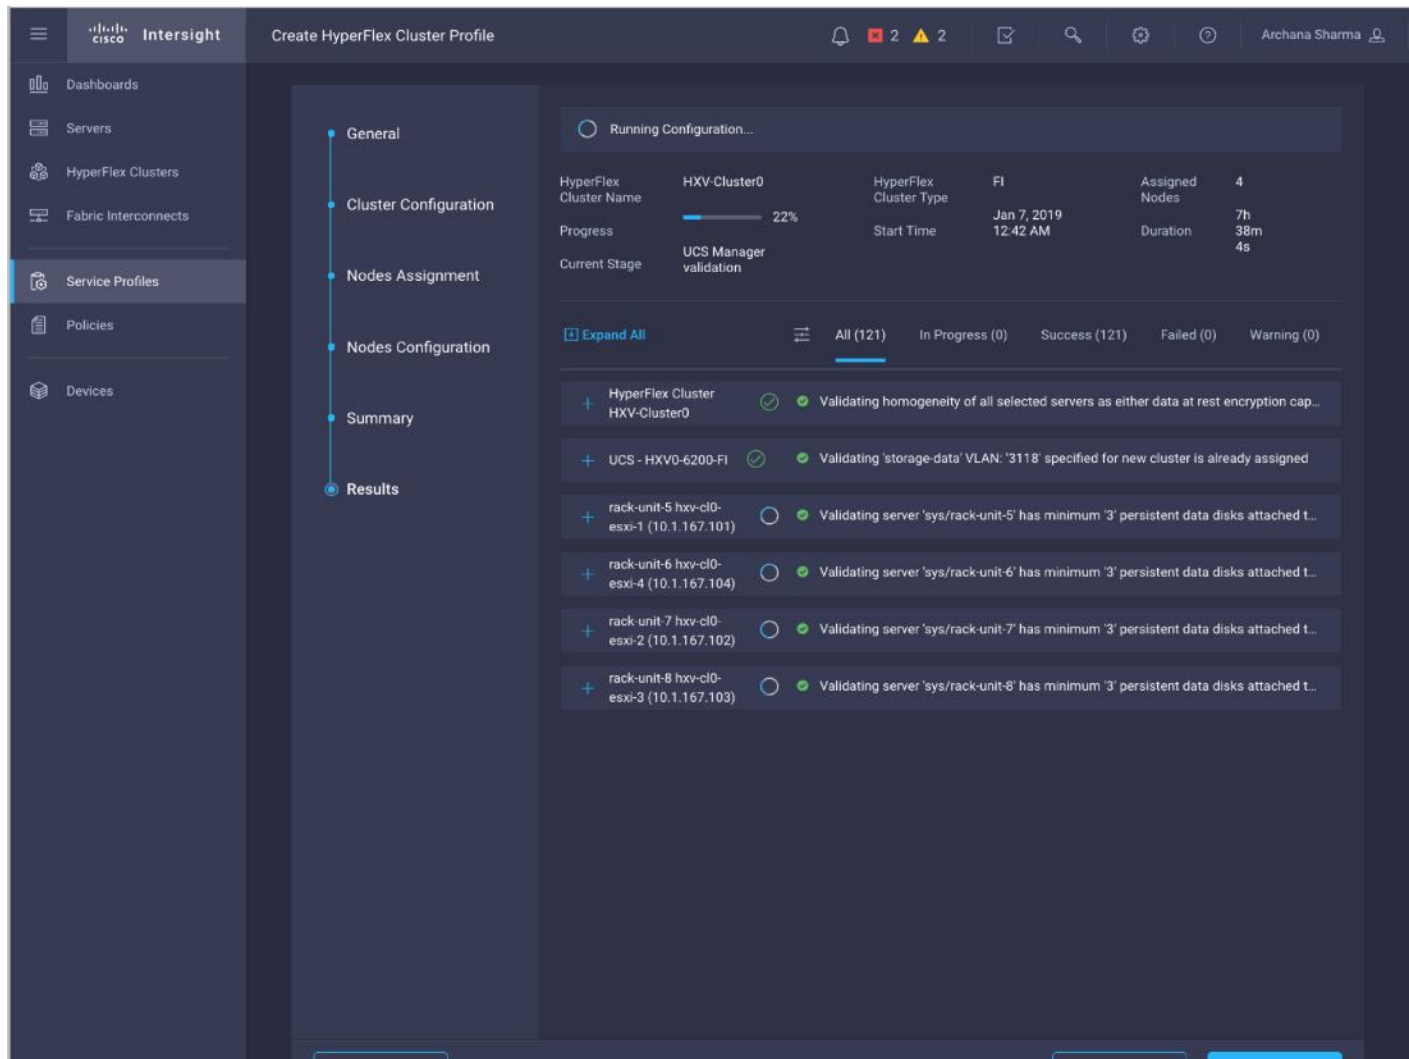 cisco Intersight
Create HyperFlex Cluster Profile
2
2
Archana Sharma
Dashboards
Servers
HyperFlex Clusters
Fabric Interconnects
Service Profiles
Policies
Devices
General
Cluster Configuration
Nodes Assignment
Nodes Configuration
Summary
Results
Running Configuration...
HyperFlex
Cluster Name
HXV-Cluster0
Progress
22%
Current Stage
UCS Manager
validation
HyperFlex
Cluster Type
FI
Start Time
Jan 7, 2019
12:42 AM
Assigned
Nodes
4
Duration
7h
38m
4s
Expand All
All (121)
In Progress (0)
Success (121)
Failed (0)
Warning (0)
HyperFlex Cluster
HXV-Cluster0
Validating homogeneity of all selected servers as either data at rest encryption cap...
UCS - HXV0-6200-FI
Validating 'storage-data' VLAN: '3118' specified for new cluster is already assigned
rack-unit-5 hxv-cl0-
esxi-1 (10.1.167.101)
Validating server 'sys/rack-unit-5' has minimum '3' persistent data disks attached t...
rack-unit-6 hxv-cl0-
esxi-4 (10.1.167.104)
Validating server 'sys/rack-unit-6' has minimum '3' persistent data disks attached t...
rack-unit-7 hxv-cl0-
esxi-2 (10.1.167.102)
Validating server 'sys/rack-unit-7' has minimum '3' persistent data disks attached t...
rack-unit-8 hxv-cl0-
esxi-3 (10.1.167.103)
Validating server 'sys/rack-unit-8' has minimum '3' persistent data disks attached t...